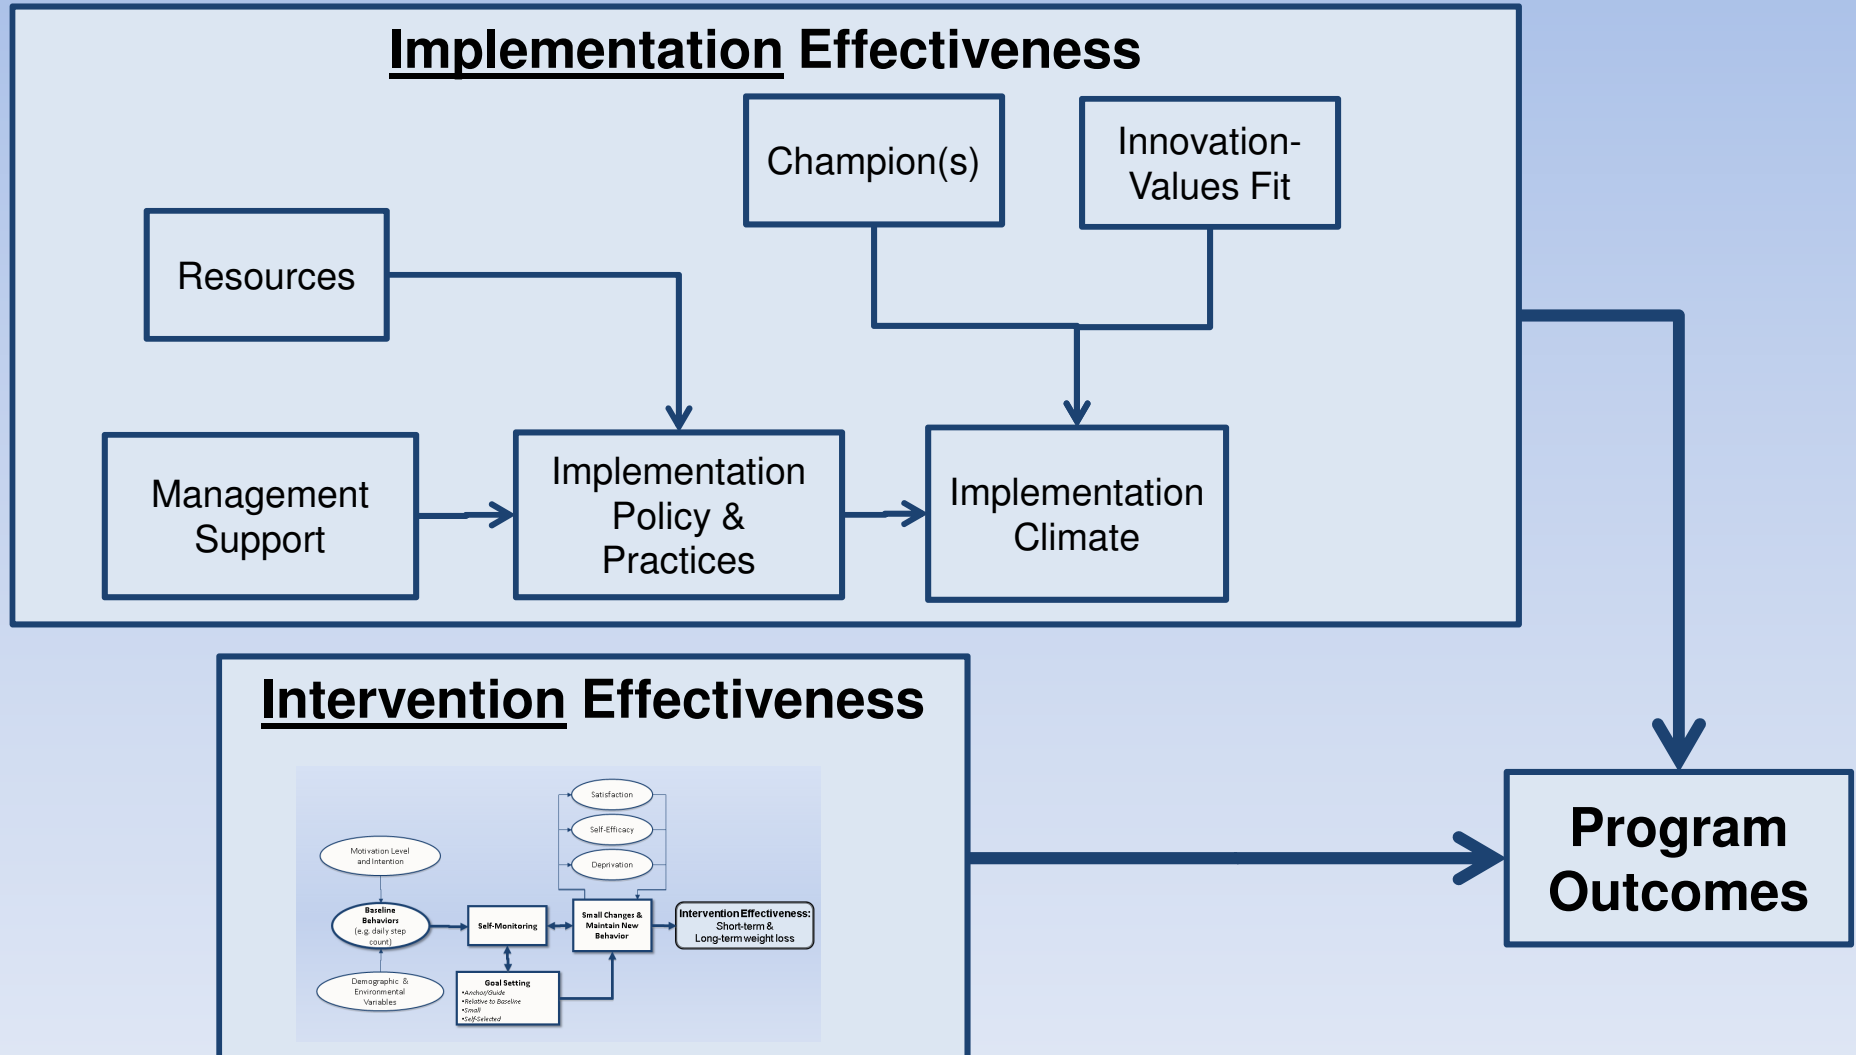 Implementation Effectiveness
Champion(s)
Innovation-
Values Fit
Resources
Management
Support
Implementation
Policy &
Practices
Implementation
Climate
Intervention Effectiveness
Satisfaction
Self-Efficacy
Deprivation
Motivation Level
and Intention
Baseline
Behaviors
(e.g. daily step
count)
Self-Monitoring
Small Changes &
Maintain New
Behavior
Intervention Effectiveness:
Short-term &
Long-term weight loss
Demographic &
Environmental
Variables
Goal Setting
•Anchor/Guide
•Relative to Baseline
•Small
•Self-Selected
Program
Outcomes